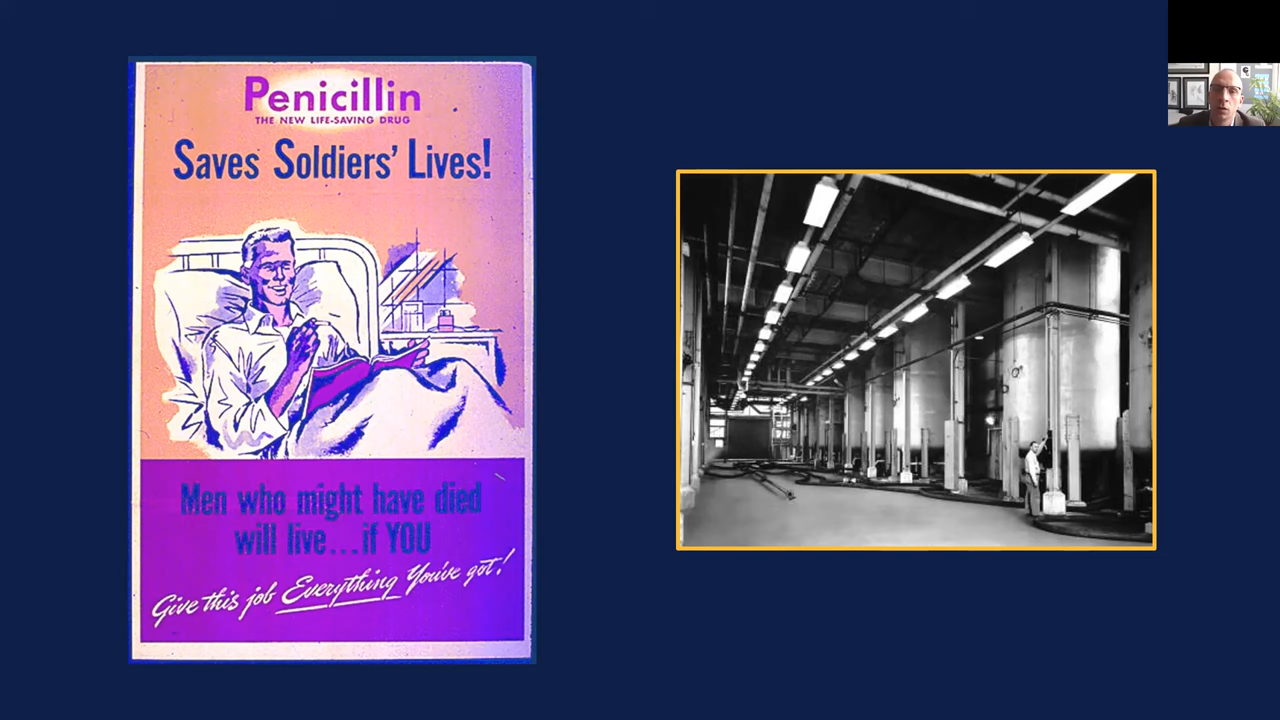 Penicillin
THE NEW LIFE-SAVING DRUG
Saves Soldiers' Lives!
Men who might have died
will live...if YOU
Give this job Everything You've got!